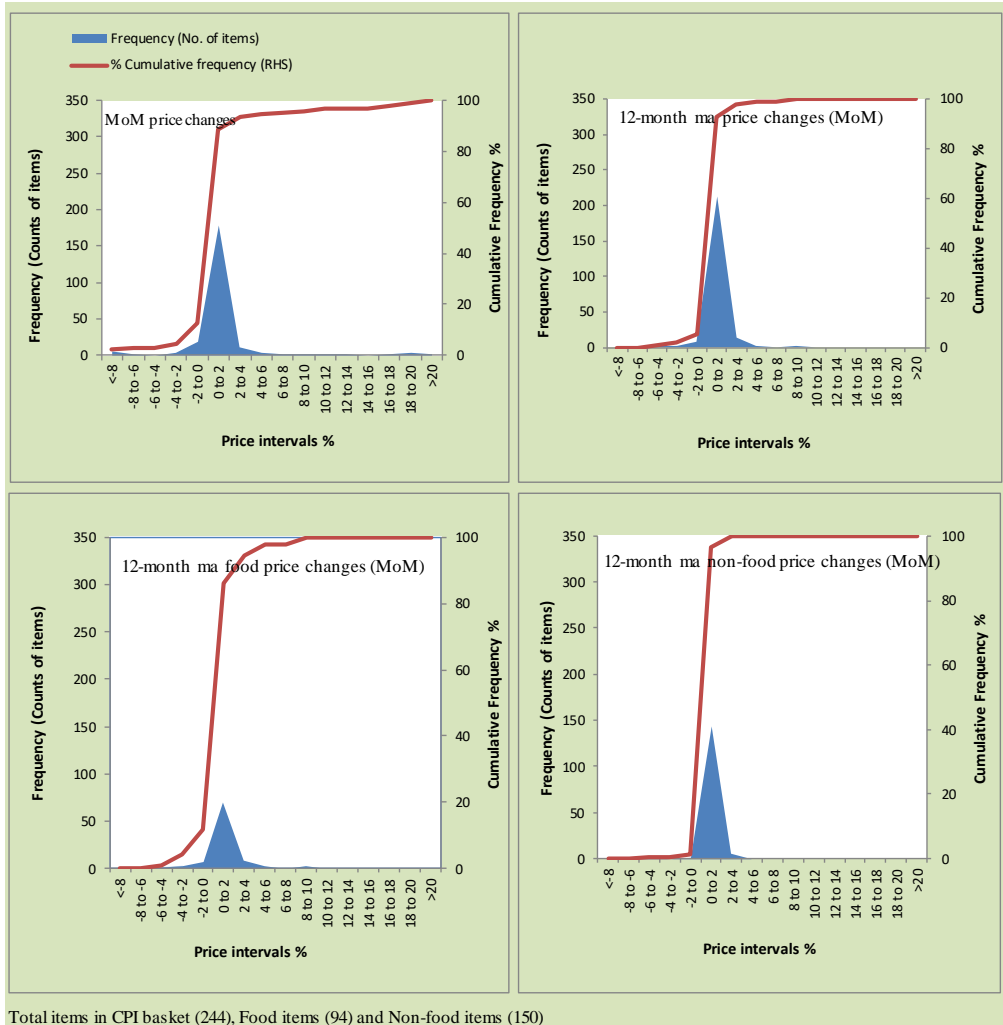 Frequency (No. of items)
% Cumulative frequency (RHS)
MoM price changes
350
300
250
200
150
100
50
0
100
80
60
40
20
0
Frequency (Counts of items)
Cumulative Frequency %
<-8
-8 to -6
-6 to -4
-4 to -2
-2 to 0
0 to 2
2 to 4
4 to 6
6 to 8
8 to 10
10 to 12
12 to 14
14 to 16
16 to 18
18 to 20
>20
Price intervals %
12-month ma price changes (MoM)
350
300
250
200
150
100
50
0
100
80
60
40
20
0
Frequency (Counts of items)
Cumulative Frequency %
<-8
-8 to -6
-6 to -4
-4 to -2
-2 to 0
0 to 2
2 to 4
4 to 6
6 to 8
8 to 10
10 to 12
12 to 14
14 to 16
16 to 18
18 to 20
>20
Price intervals %
12-month ma food price changes (MoM)
350
300
250
200
150
100
50
0
100
80
60
40
20
0
Frequency (Counts of items)
Cumulative Frequency %
<-8
-8 to -6
-6 to -4
-4 to -2
-2 to 0
0 to 2
2 to 4
4 to 6
6 to 8
8 to 10
10 to 12
12 to 14
14 to 16
16 to 18
18 to 20
>20
Price intervals %
12-month ma non-food price changes (MoM)
350
300
250
200
150
100
50
0
100
80
60
40
20
0
Frequency (Counts of items)
Cumulative Frequency %
<-8
-8 to -6
-6 to -4
-4 to -2
-2 to 0
0 to 2
2 to 4
4 to 6
6 to 8
8 to 10
10 to 12
12 to 14
14 to 16
16 to 18
18 to 20
>20
Price intervals %
Total items in CPI basket (244), Food items (94) and Non-food items (150)